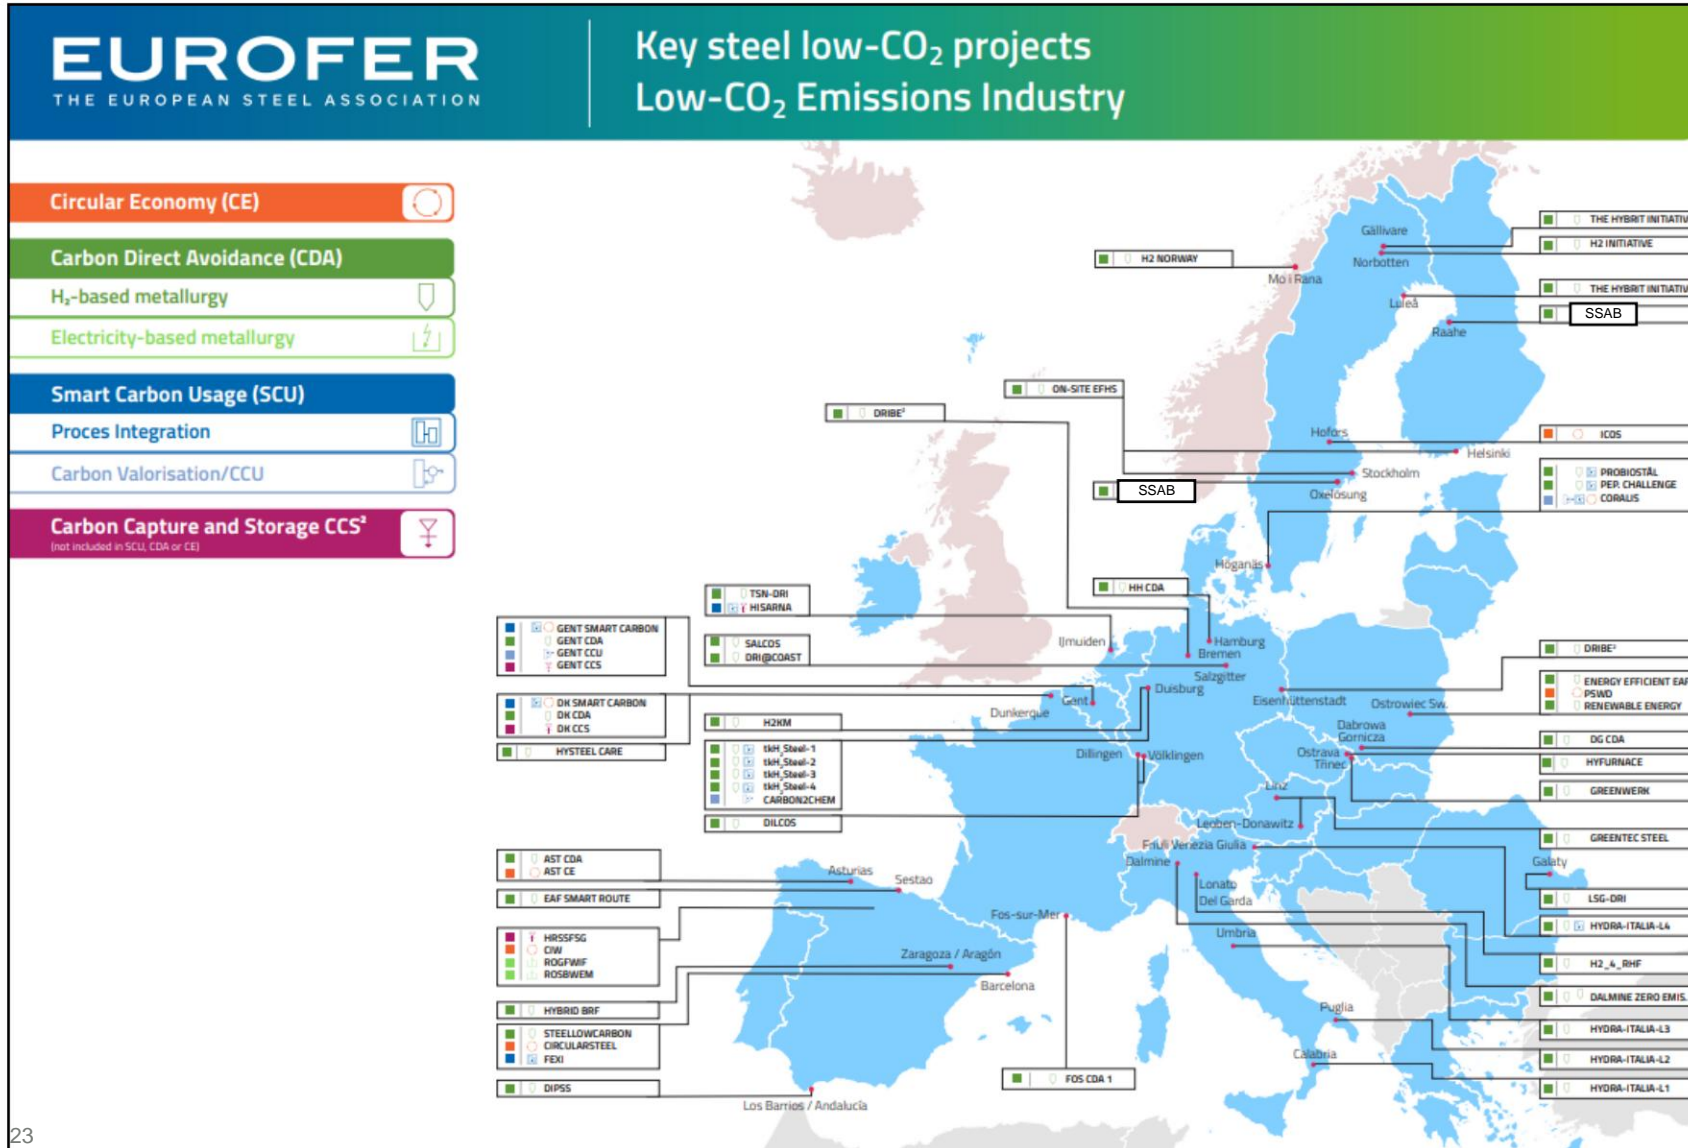 EUROFER
THE EUROPEAN STEEL ASSOCIATION
Key steel low-CO₂ projects
Low-CO₂ Emissions Industry
Circular Economy (CE)
Carbon Direct Avoidance (CDA)
H₂-based metallurgy
Electricity-based metallurgy
Smart Carbon Usage (SCU)
Proces Integration
Carbon Valorisation/CCU
Carbon Capture and Storage CCS²
(not included in SCU, CDA or CE)
THE HYBRIT INITIATIV
Gällivare
H2 INITIATIVE
H2 NORWAY
Norbotten
Mo i Rana
THE HYBRIT INITIATIV
Luleå
SSAB
Raahe
ON-SITE EFHS
DRIBE²
Hofors
ICOS
Helsinki
Stockholm
PROBIOSTÅL
PEP. CHALLENGE
CORALIS
SSAB
Oxelösung
Höganäs
HH CDA
TSN-DRI
HISARNA
GENT SMART CARBON
GENT CDA
GENT CCU
GENT CCS
SALCOS
DRI@COAST
IJmuiden
Hamburg
Bremen
Salzgitter
DRIBE²
Duisburg
ENERGY EFFICIENT EAF
PSWD
RENEWABLE ENERGY
DK SMART CARBON
DK CDA
DK CCS
Gent
Dunkerque
Eisenhüttenstadt
Ostrowiec Sw.
H2KM
Dabrowa
Gornicza
DG CDA
HYSTEEL CARE
tkH₂Steel-1
tkH₂Steel-2
tkH₂Steel-3
tkH₂Steel-4
CARBON2CHEM
Dillingen
Völklingen
Ostrava
Třinec
HYFURNACE
GREENWERK
Linz
DILCOS
Leoben-Donawitz
GREENTEC STEEL
Friuli Venezia Giulia
AST CDA
AST CE
Asturias
Sestao
Dalmine
Galaty
Lonato
Del Garda
EAF SMART ROUTE
LSG-DRI
Fos-sur-Mer
HYDRA-ITALIA-L4
Umbria
HRSSFSG
CIW
ROGFWIF
ROSBWEM
Zaragoza / Aragón
H2_4_RHF
Barcelona
DALMINE ZERO EMIS.
HYBRID BRF
Puglia
HYDRA-ITALIA-L3
STEELLOWCARBON
CIRCULARSTEEL
FEXI
Calabria
HYDRA-ITALIA-L2
FOS CDA 1
DIPSS
HYDRA-ITALIA-L1
Los Barrios / Andalucía
23